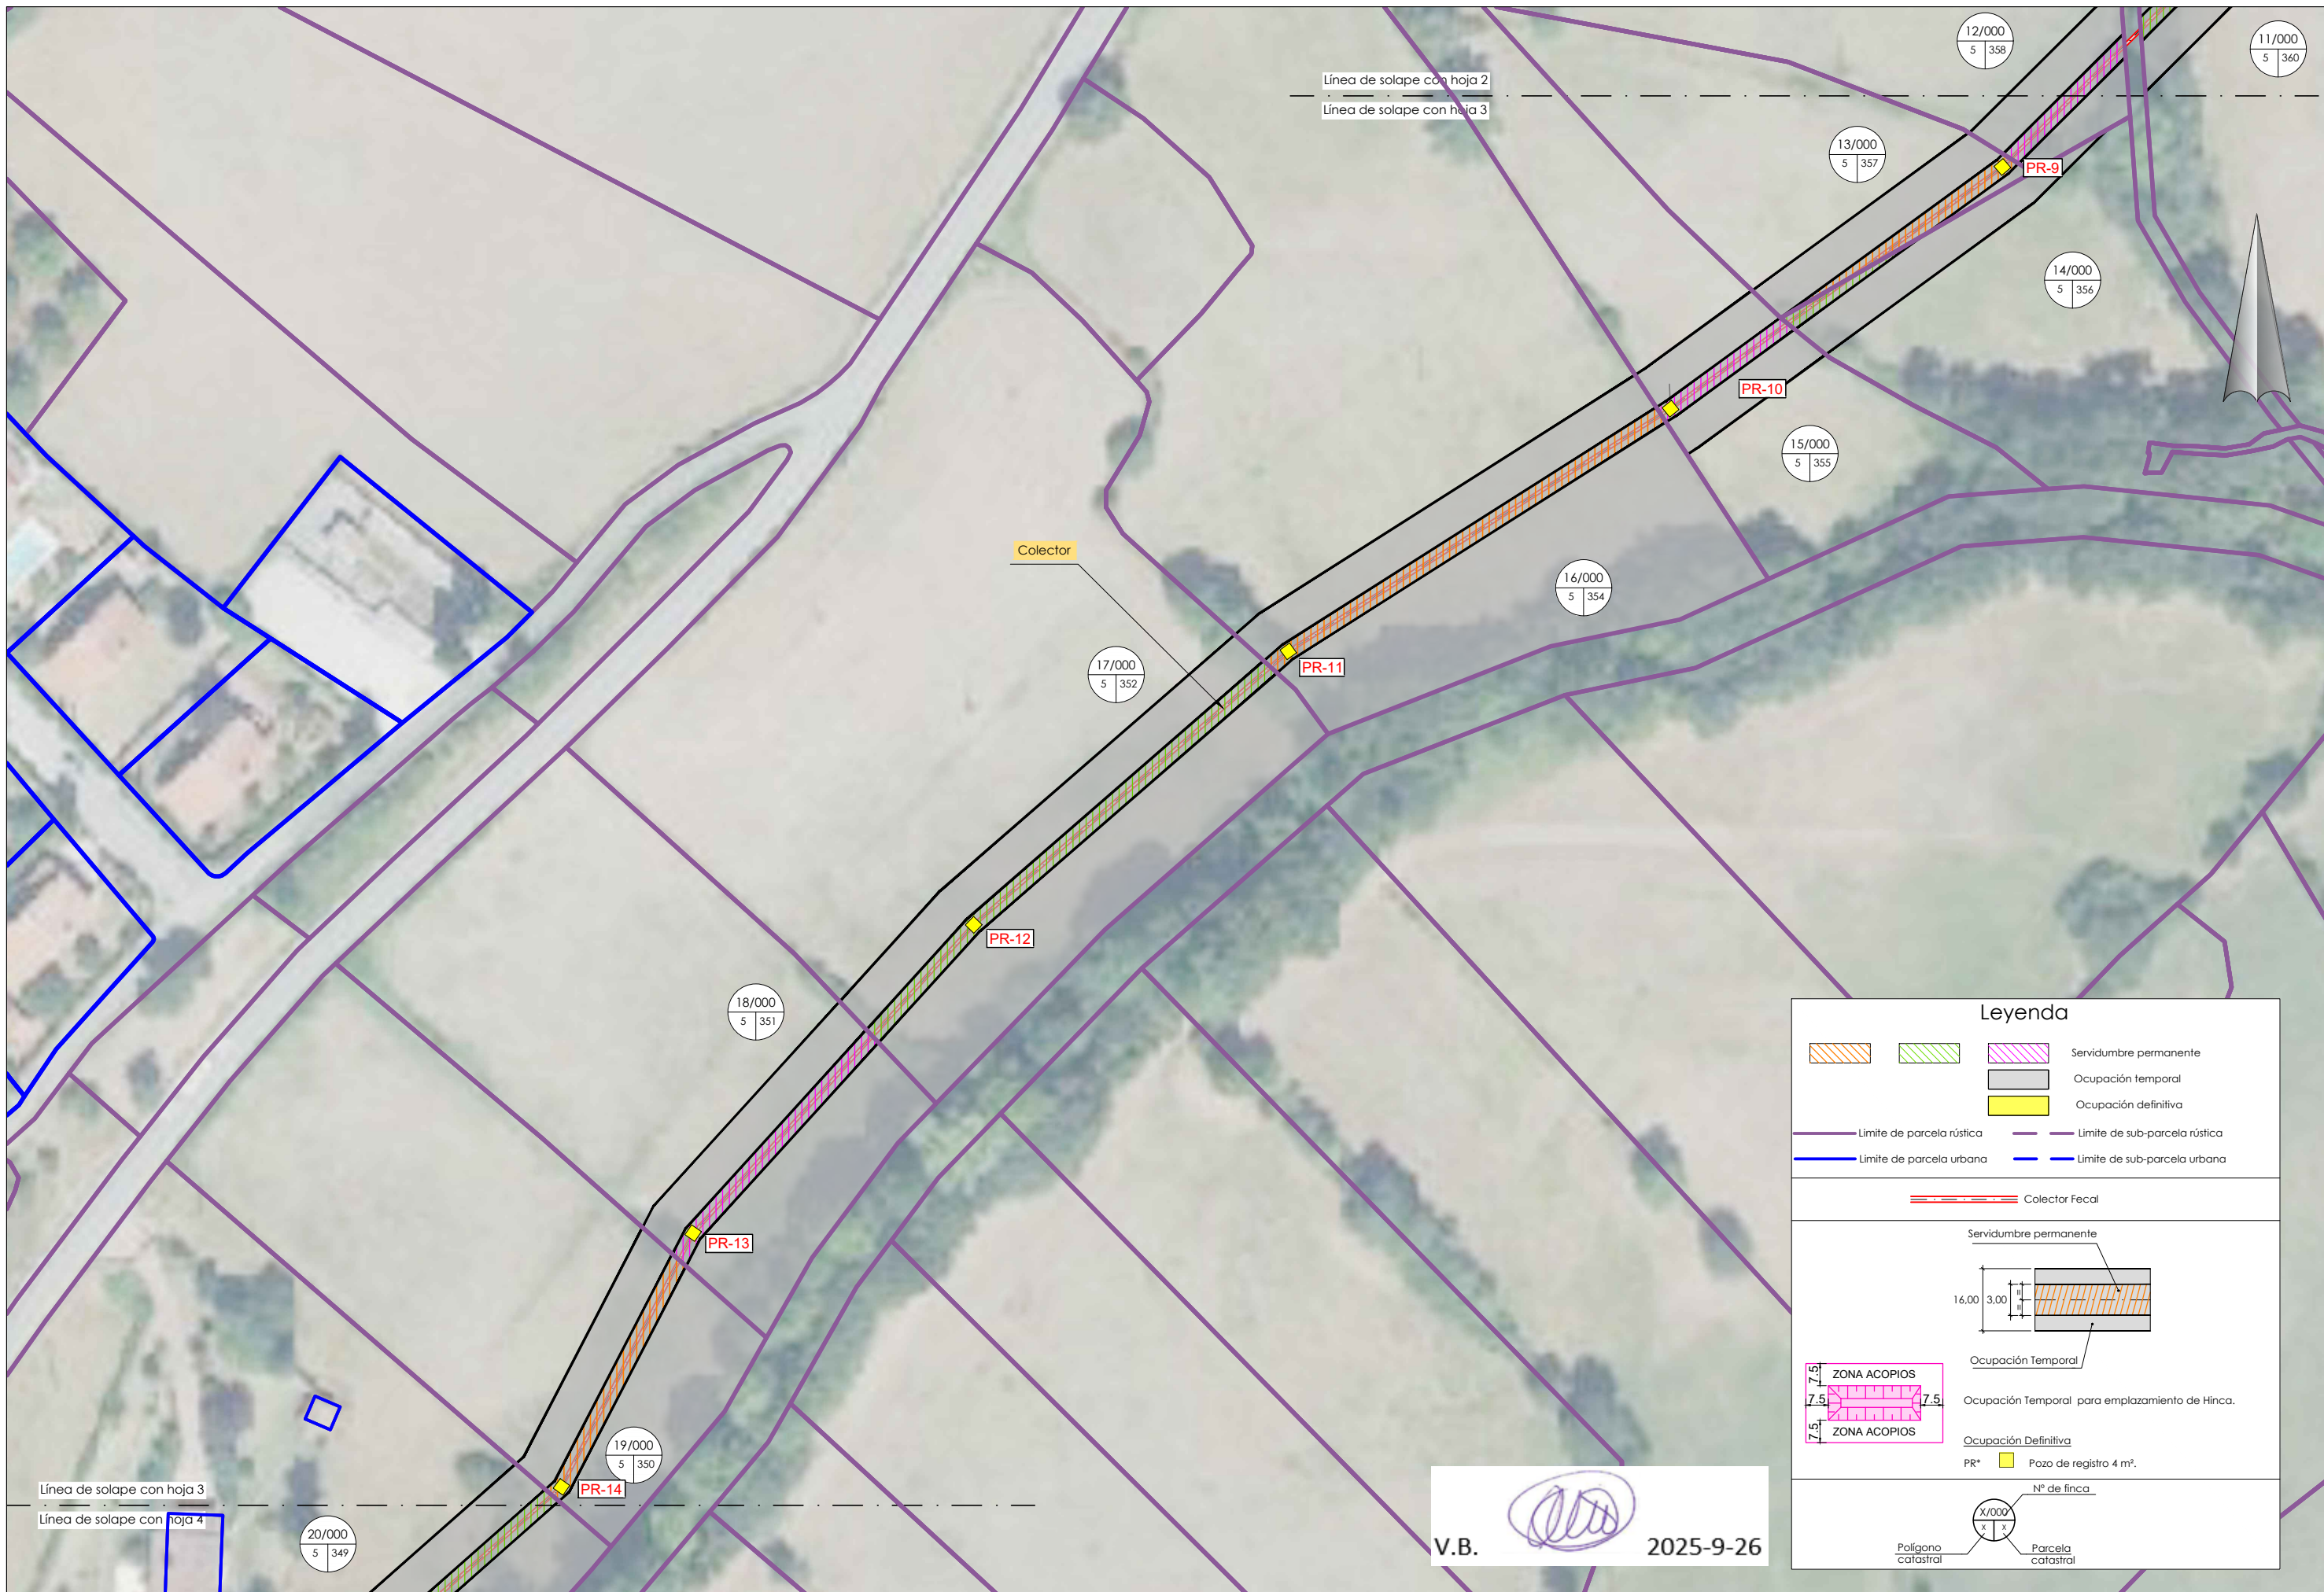 12/000
5 358
11/000
5 360
Línea de solape con hoja 2
Línea de solape con hoja 3
13/000
5 357
PR-9
14/000
5 356
PR-10
15/000
5 355
Colector
16/000
5 354
17/000
5 352
PR-11
PR-12
18/000
5 351
PR-13
19/000
5 350
PR-14
Línea de solape con hoja 3
Línea de solape con hoja 4
20/000
5 349
V.B.
2025-9-26
Leyenda
Servidumbre permanente
Ocupación temporal
Ocupación definitiva
Limite de parcela rústica
Limite de sub-parcela rústica
Limite de parcela urbana
Limite de sub-parcela urbana
Colector Fecal
Servidumbre permanente
16,00 3,00 = =
Ocupación Temporal
7.5
ZONA ACOPIOS
7.5 7.5
7.5
ZONA ACOPIOS
Ocupación Temporal para emplazamiento de Hinca.
Ocupación Definitiva
PR* Pozo de registro 4 m².
Nº de finca
X/000
X X
Polígono
catastral
Parcela
catastral